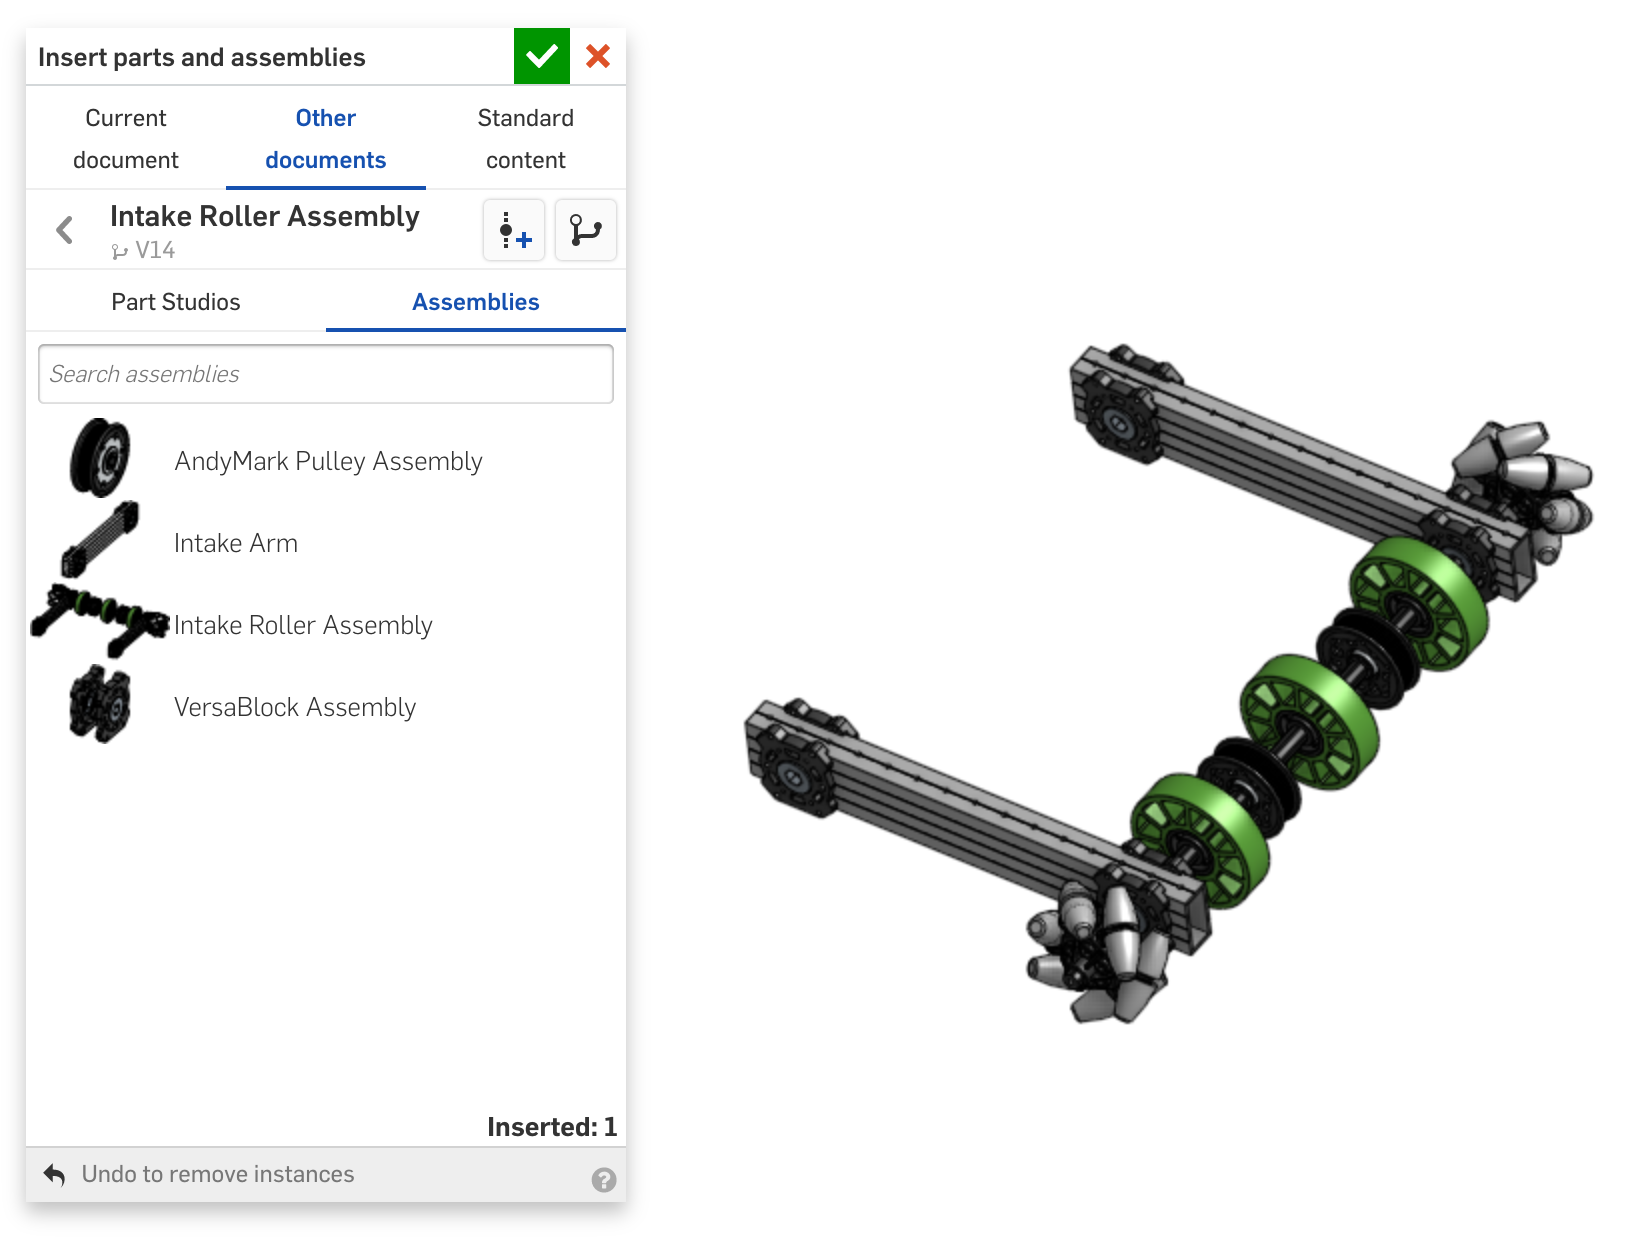 Insert parts and assemblies
Current document
Other documents
Standard content
Intake Roller Assembly
V14
Part Studios
Assemblies
Search assemblies
AndyMark Pulley Assembly
Intake Arm
Intake Roller Assembly
VersaBlock Assembly
Inserted: 1
Undo to remove instances
?